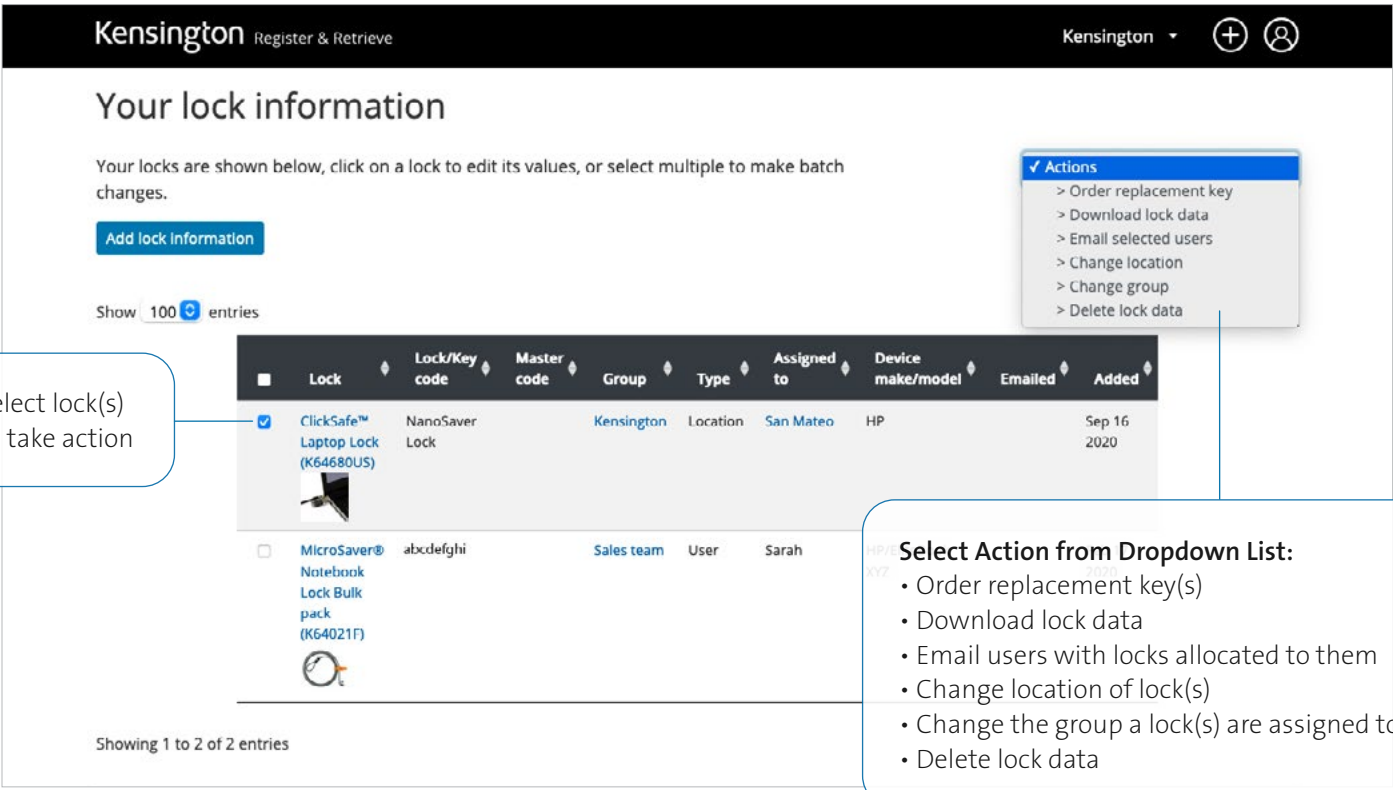 Kensington Register & Retrieve
Kensington
Your lock information
Your locks are shown below, click on a lock to edit its values, or select multiple to make batch
changes.
Add lock information
✓ Actions
> Order replacement key
> Download lock data
> Email selected users
> Change location
> Change group
> Delete lock data
Show 100 entries
Lock
Lock/Key
code
Master
code
Group
Type
Assigned
to
Device
make/model
Emailed
Added
elect lock(s)
take action
ClickSafe™
Laptop Lock
(K64680US)
NanoSaver
Lock
Kensington
Location
San Mateo
HP
Sep 16
2020
MicroSaver®
Notebook
Lock Bulk
pack
(K64021F)
abcdefghi
Sales team
User
Sarah
XYZ
2020
Select Action from Dropdown List:
• Order replacement key(s)
• Download lock data
• Email users with locks allocated to them
• Change location of lock(s)
• Change the group a lock(s) are assigned to
• Delete lock data
Showing 1 to 2 of 2 entries